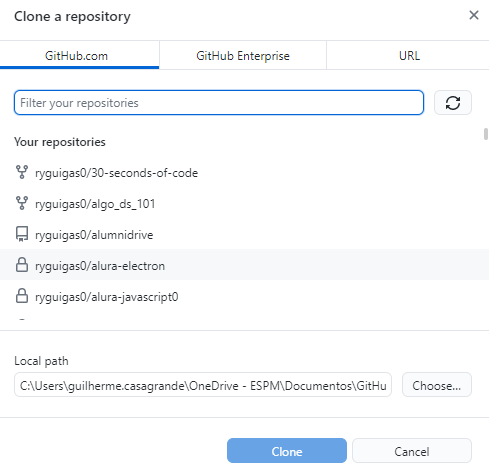 Clone a repository
GitHub.com
GitHub Enterprise
URL
Filter your repositories
Your repositories
ryguigas0/30-seconds-of-code
ryguigas0/algo_ds_101
ryguigas0/alumnidrive
ryguigas0/alura-electron
ryguigas0/alura-javascript0
Local path
C:\Users\guilherme.casagrande\OneDrive - ESPM\Documentos\GitHu
Choose...
Clone
Cancel